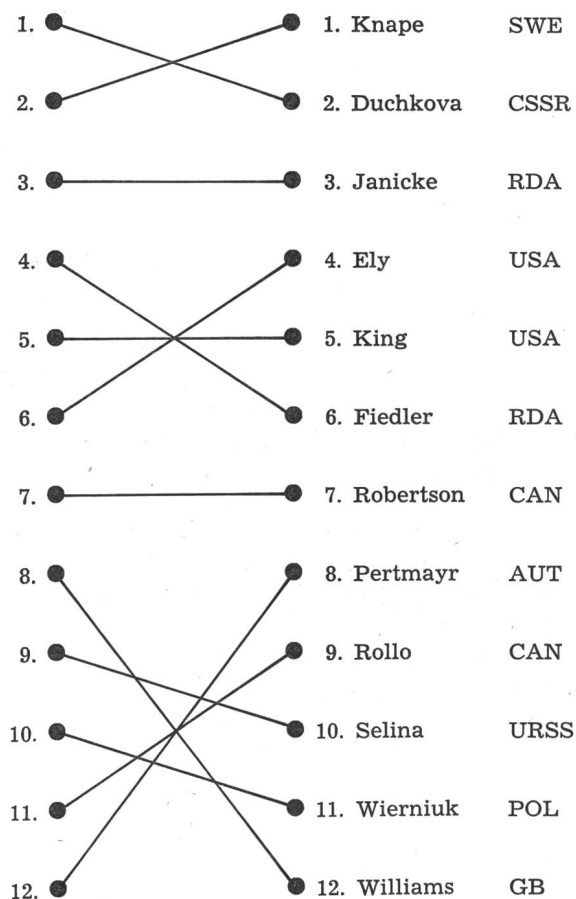 1. 1. Knape SWE
2. 2. Duchkova CSSR
3. 3. Janicke RDA
4. 4. Ely USA
5. 5. King USA
6. 6. Fiedler RDA
7. 7. Robertson CAN
8. 8. Pertmayr AUT
9. 9. Rollo CAN
10. 10. Selina URSS
11. 11. Wierniuk POL
12. 12. Williams GB